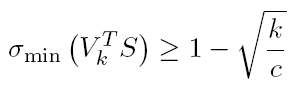 σ_min (V_k^T S) ≥ 1 − √(k/c)